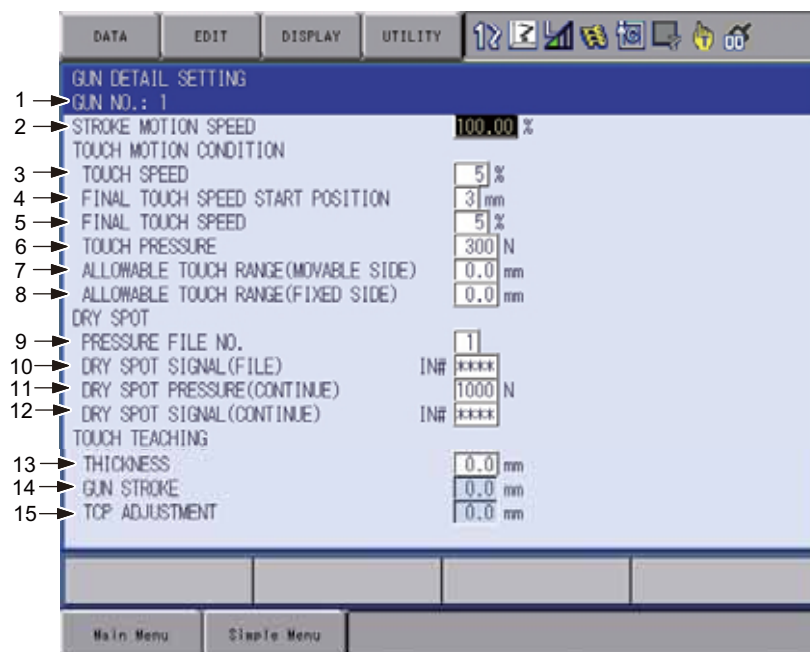 DATA EDIT DISPLAY UTILITY
GUN DETAIL SETTING
1 GUN NO.: 1
2 STROKE MOTION SPEED 100.00 %
TOUCH MOTION CONDITION
3 TOUCH SPEED 5 %
4 FINAL TOUCH SPEED START POSITION 3 mm
5 FINAL TOUCH SPEED 5 %
6 TOUCH PRESSURE 300 N
7 ALLOWABLE TOUCH RANGE(MOVABLE SIDE) 0.0 mm
8 ALLOWABLE TOUCH RANGE(FIXED SIDE) 0.0 mm
DRY SPOT
9 PRESSURE FILE NO. 1
10 DRY SPOT SIGNAL(FILE) IN# ****
11 DRY SPOT PRESSURE(CONTINUE) 1000 N
12 DRY SPOT SIGNAL(CONTINUE) IN# ****
TOUCH TEACHING
13 THICKNESS 0.0 mm
14 GUN STROKE 0.0 mm
15 TCP ADJUSTMENT 0.0 mm
Main Menu Simple Menu